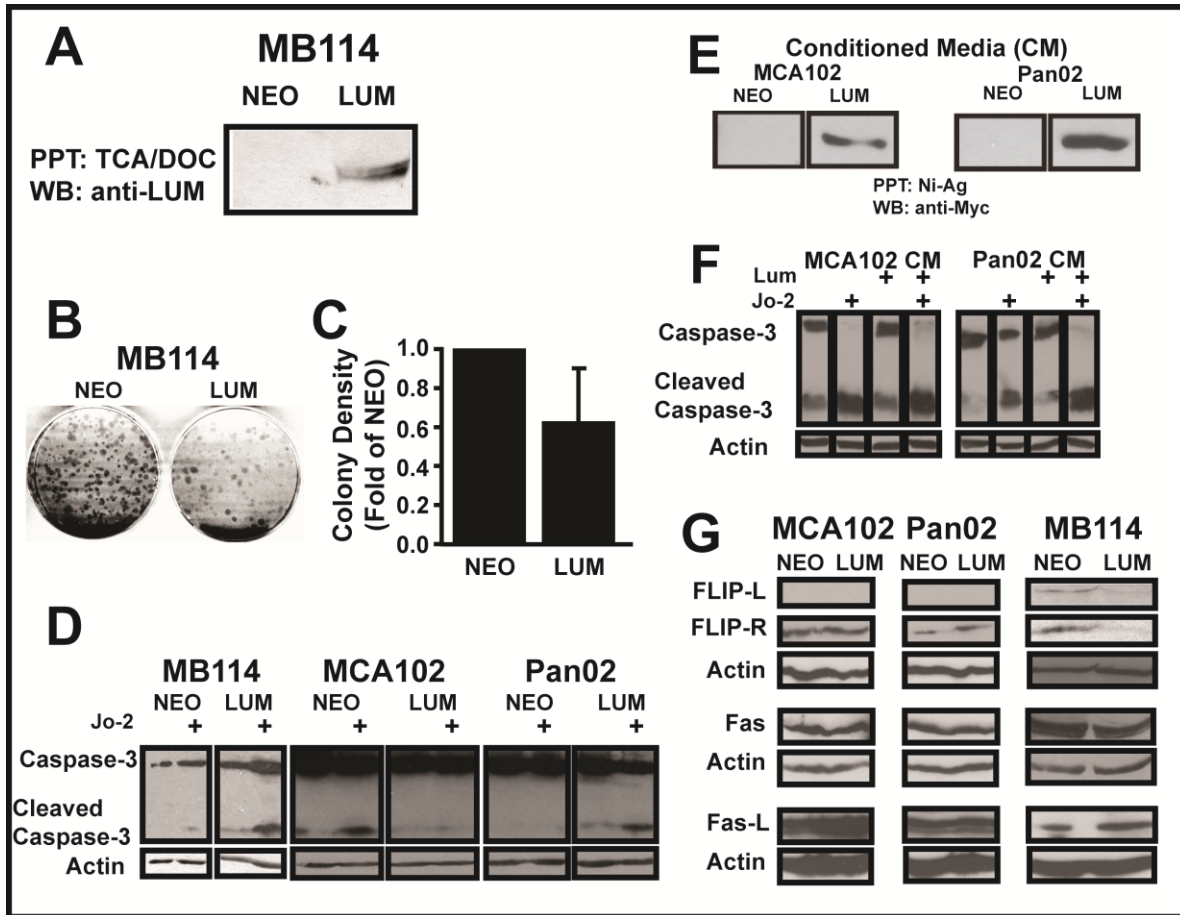 A
MB114
NEO LUM
PPT: TCA/DOC
WB: anti-LUM
B
MB114
NEO LUM
C
Colony Density
(Fold of NEO)
1.0
0.8
0.6
0.4
0.2
0.0
NEO LUM
D
MB114 MCA102 Pan02
NEO LUM NEO LUM NEO LUM
Jo-2 + + + + + +
Caspase-3
Cleaved
Caspase-3
Actin
E
Conditioned Media (CM)
MCA102 Pan02
NEO LUM NEO LUM
PPT: Ni-Ag
WB: anti-Myc
F
MCA102 CM Pan02 CM
Lum + + + +
Jo-2 + + + +
Caspase-3
Cleaved
Caspase-3
Actin
G
MCA102 Pan02 MB114
NEO LUM NEO LUM NEO LUM
FLIP-L
FLIP-R
Actin
Fas
Actin
Fas-L
Actin